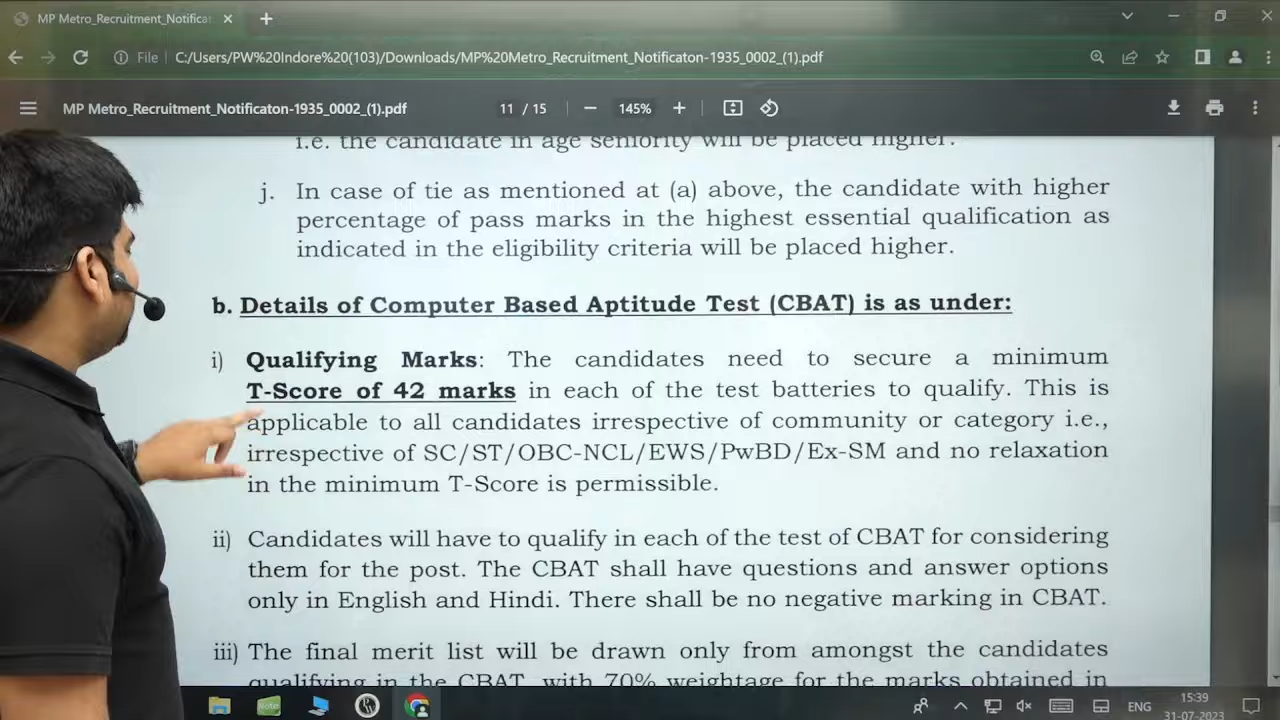 MP Metro_Recruitment_Notificat
File
C:/Users/PW%20Indore%20(103)/Downloads/MP%20Metro_Recruitment_Notificaton-1935_0002_(1).pdf
MP Metro_Recruitment_Notificaton-1935_0002_(1).pdf
11 / 15
145%
i.e. the candidate in age seniority will be placed higher.
j. In case of tie as mentioned at (a) above, the candidate with higher
percentage of pass marks in the highest essential qualification as
indicated in the eligibility criteria will be placed higher.
b. Details of Computer Based Aptitude Test (CBAT) is as under:
i) Qualifying Marks: The candidates need to secure a minimum
T-Score of 42 marks in each of the test batteries to qualify. This is
applicable to all candidates irrespective of community or category i.e.,
irrespective of SC/ST/OBC-NCL/EWS/PwBD/Ex-SM and no relaxation
in the minimum T-Score is permissible.
ii) Candidates will have to qualify in each of the test of CBAT for considering
them for the post. The CBAT shall have questions and answer options
only in English and Hindi. There shall be no negative marking in CBAT.
iii) The final merit list will be drawn only from amongst the candidates
qualifying in the CBAT, with 70% weightage for the marks obtained in
ENG
15:39
31-07-2023